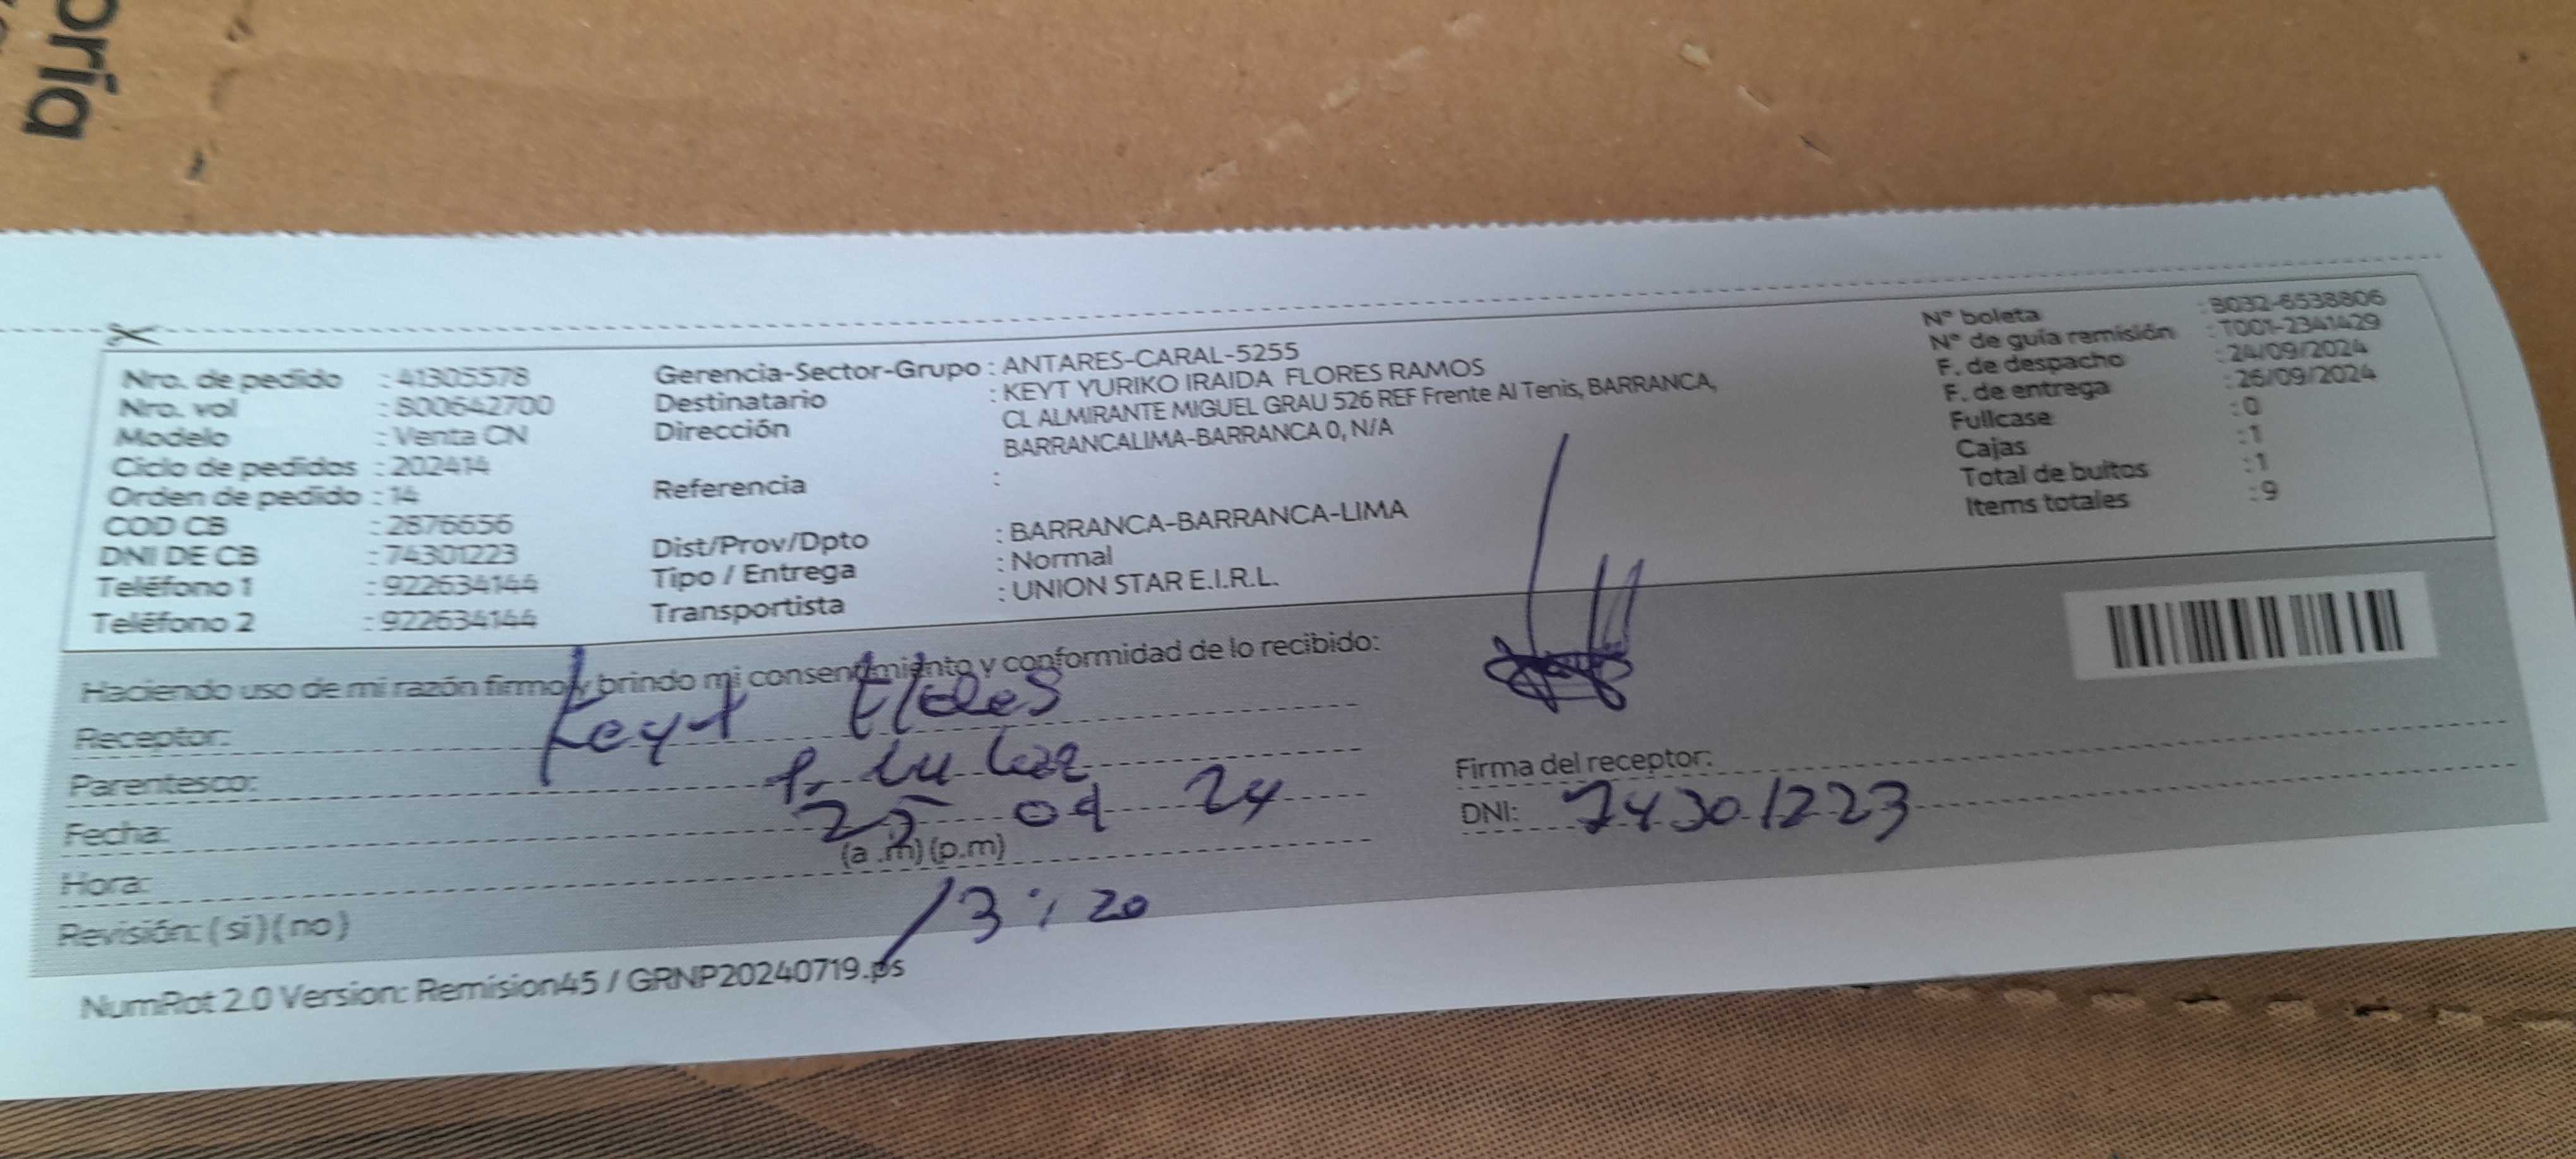 oria
Nro. de pedido : 41305578
Nro. vol : 800642700
Modelo : Venta CN
Ciclo de pedidos : 202414
Orden de pedido : 14
COD CB : 2876656
DNI DE CB : 74301223
Teléfono 1 : 922634144
Teléfono 2 : 922634144
Gerencia-Sector-Grupo : ANTARES-CARAL-5255
Destinatario : KEYT YURIKO IRAIDA FLORES RAMOS
Dirección CL ALMIRANTE MIGUEL GRAU 526 REF Frente Al Tenis, BARRANCA,
BARRANCALIMA-BARRANCA 0, N/A
Referencia :
Dist/Prov/Dpto : BARRANCA-BARRANCA-LIMA
Tipo / Entrega : Normal
Transportista : UNION STAR E.I.R.L.
N° boleta : B032-6538806
N° de guía remisión : T001-2341429
F. de despacho : 24/09/2024
F. de entrega : 26/09/2024
Fullcase : 0
Cajas : 1
Total de bultos : 1
Items totales : 9
Haciendo uso de mi razón firmo y brindo mi consentimiento y conformidad de lo recibido:
Receptor: Keyt Flores
Parentesco:
Fecha: 25 09 24
(a .m) (p.m)
Hora: 13:20
Revisión: ( si ) ( no )
Firma del receptor:
DNI: 74301223
NumRot 2.0 Version: Remision45 / GRNP20240719.ps